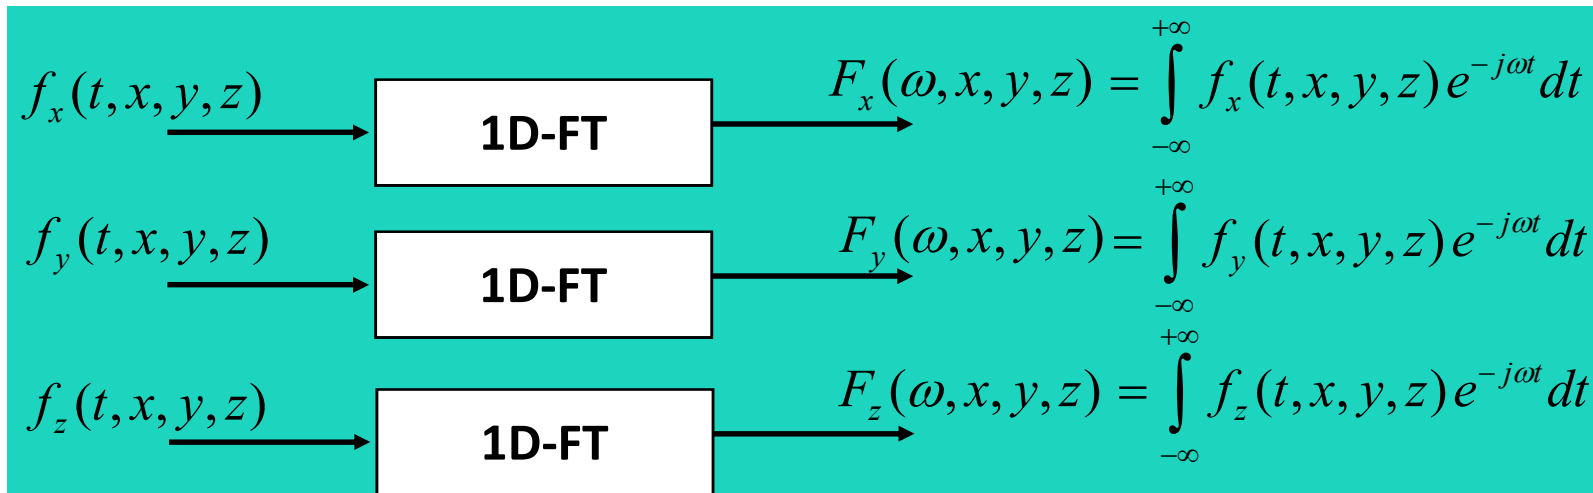 f_x(t,x,y,z) 1D-FT F_x(ω,x,y,z) = ∫_{-∞}^{+∞} f_x(t,x,y,z) e^{-jωt} dt
f_y(t,x,y,z) 1D-FT F_y(ω,x,y,z) = ∫_{-∞}^{+∞} f_y(t,x,y,z) e^{-jωt} dt
f_z(t,x,y,z) 1D-FT F_z(ω,x,y,z) = ∫_{-∞}^{+∞} f_z(t,x,y,z) e^{-jωt} dt